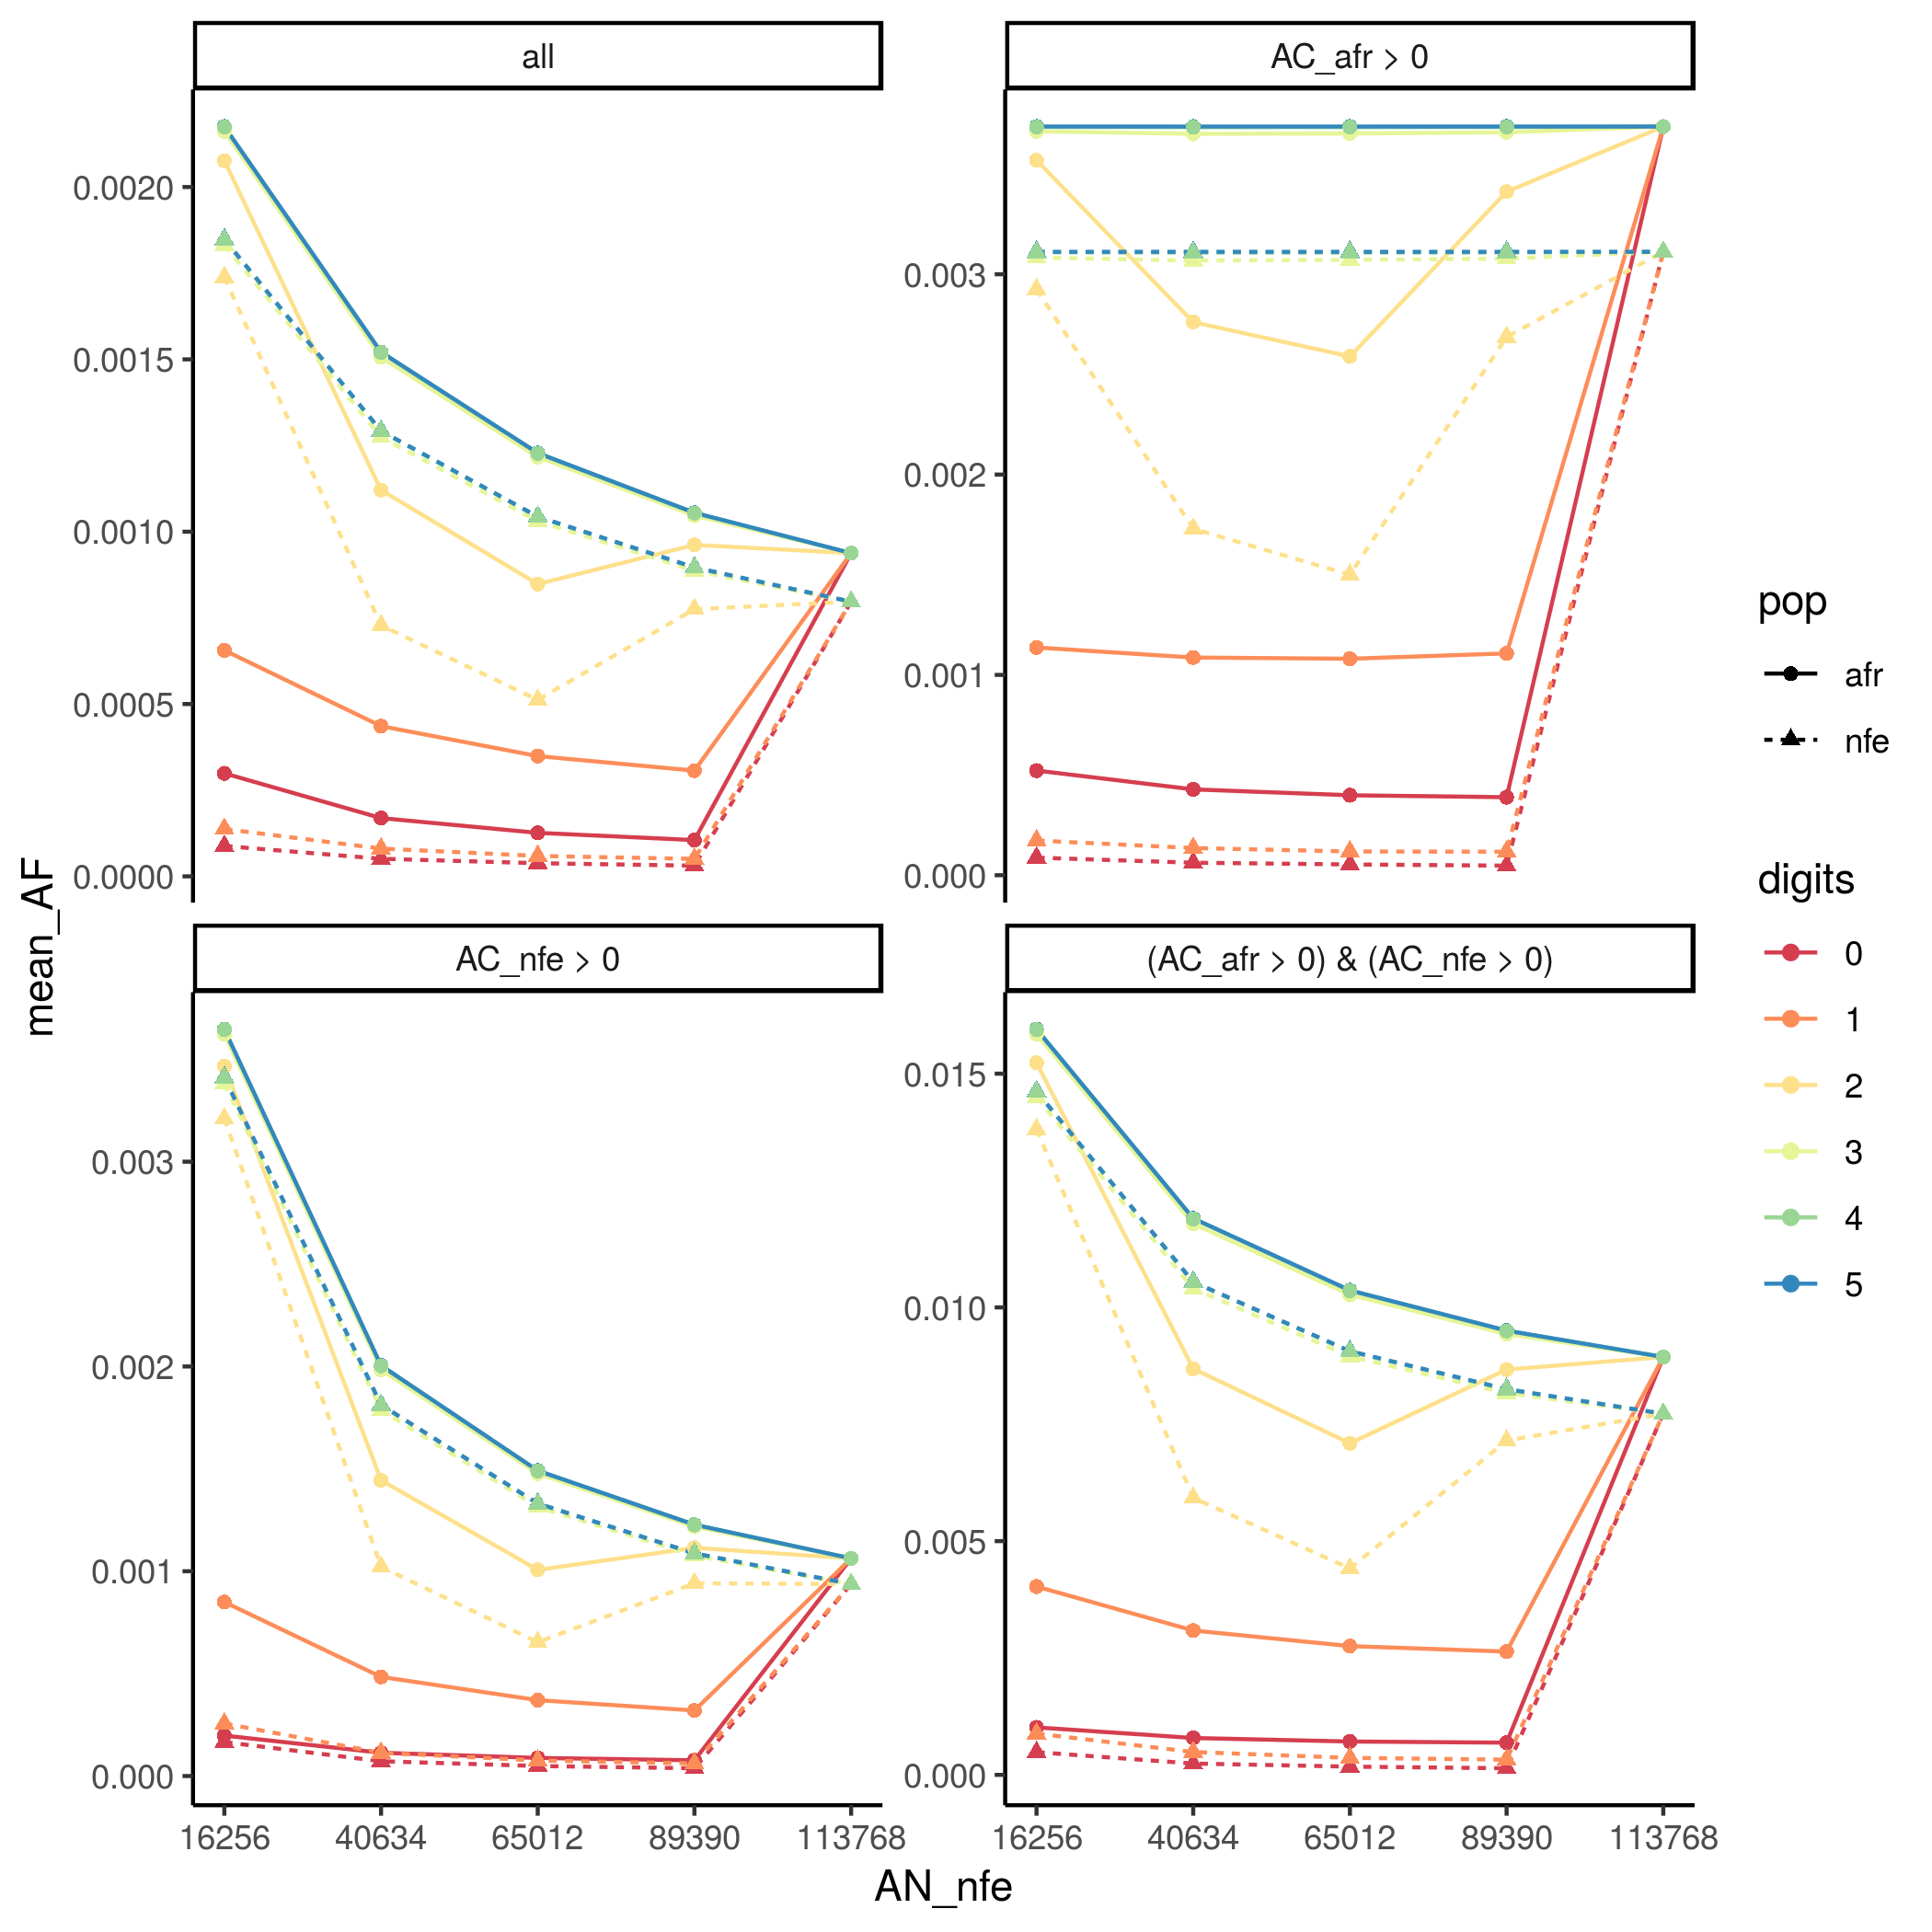 all
AC_afr > 0
0.0020
0.0015
0.0010
0.0005
0.0000
0.003
0.002
0.001
0.000
mean_AF
AC_nfe > 0
(AC_afr > 0) & (AC_nfe > 0)
0.003
0.002
0.001
0.000
0.015
0.010
0.005
0.000
16256 40634 65012 89390 113768
16256 40634 65012 89390 113768
AN_nfe
pop
afr
nfe
digits
0
1
2
3
4
5